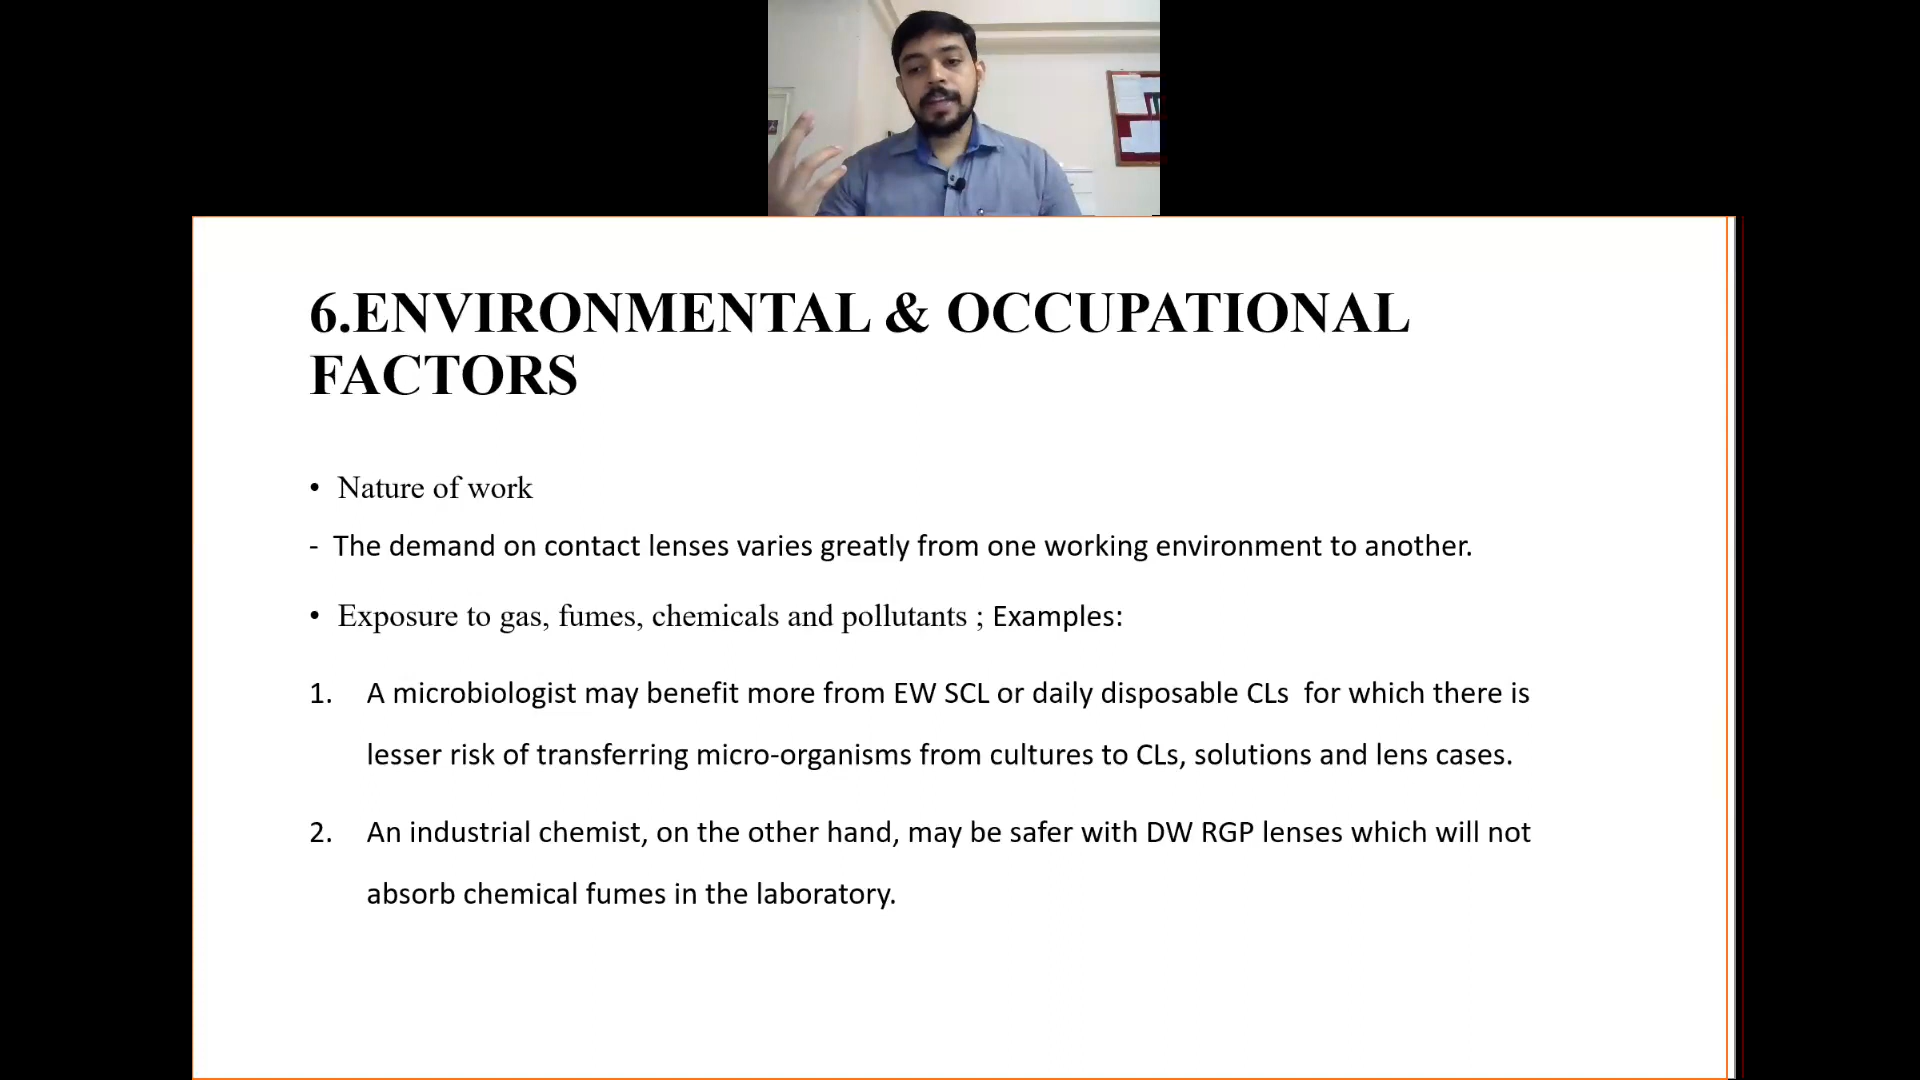 6.ENVIRONMENTAL & OCCUPATIONAL
FACTORS
• Nature of work
- The demand on contact lenses varies greatly from one working environment to another.
• Exposure to gas, fumes, chemicals and pollutants ; Examples:
1. A microbiologist may benefit more from EW SCL or daily disposable CLs for which there is
lesser risk of transferring micro-organisms from cultures to CLs, solutions and lens cases.
2. An industrial chemist, on the other hand, may be safer with DW RGP lenses which will not
absorb chemical fumes in the laboratory.